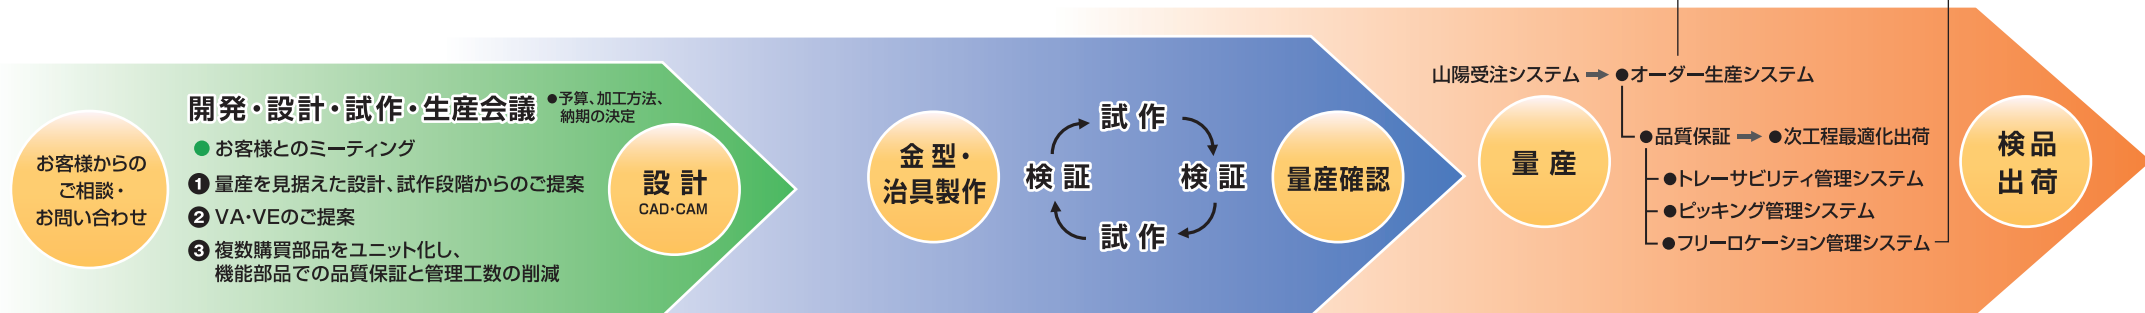 お客様からの
ご相談・
お問い合わせ
開発・設計・試作・生産会議
●予算、加工方法、
納期の決定
●お客様とのミーティング
❶量産を見据えた設計、試作段階からのご提案
❷VA・VEのご提案
❸複数購買部品をユニット化し、
機能部品での品質保証と管理工数の削減
設計
CAD・CAM
金型・
治具製作
試作
検証
試作
検証
量産確認
山陽受注システム➡●オーダー生産システム
●品質保証➡●次工程最適化出荷
●トレーサビリティ管理システム
●ピッキング管理システム
●フリーロケーション管理システム
量産
検品
出荷